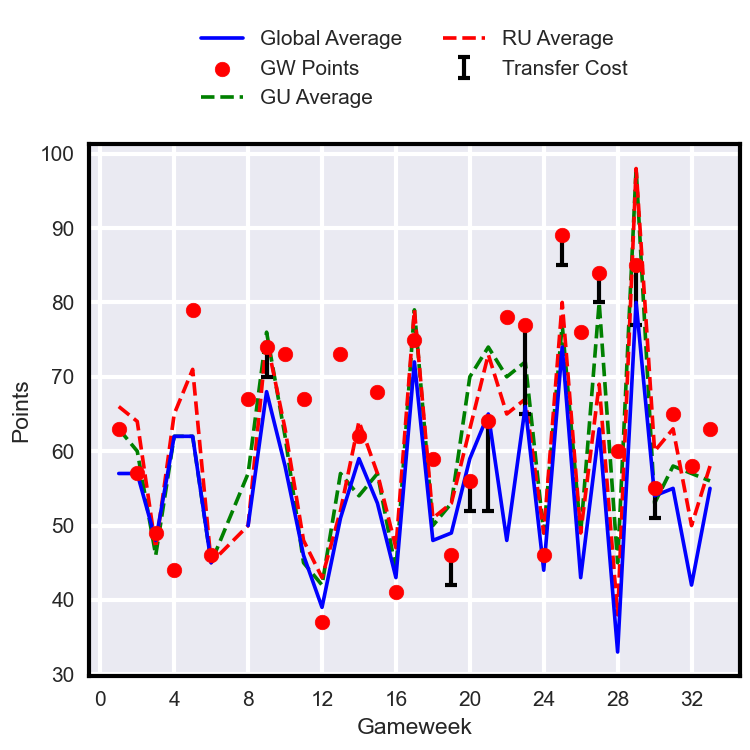 Global Average
GW Points
GU Average
RU Average
Transfer Cost
100
90
80
70
60
50
40
30
Points
0 4 8 12 16 20 24 28 32
Gameweek